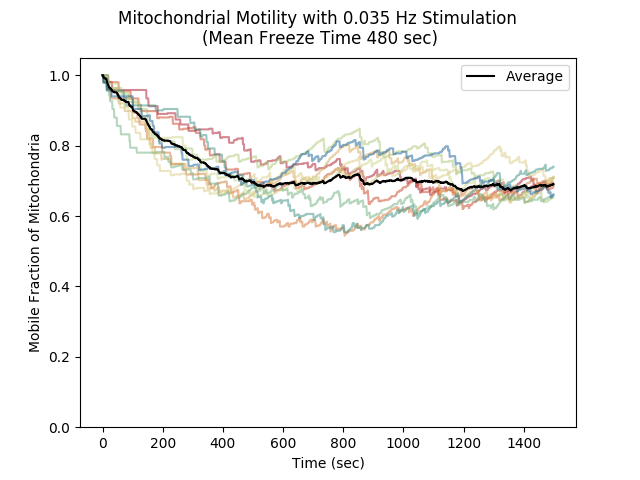 Mitochondrial Motility with 0.035 Hz Stimulation
(Mean Freeze Time 480 sec)
Average
Mobile Fraction of Mitochondria
1.0
0.8
0.6
0.4
0.2
0.0
0
200
400
600
800
1000
1200
1400
Time (sec)